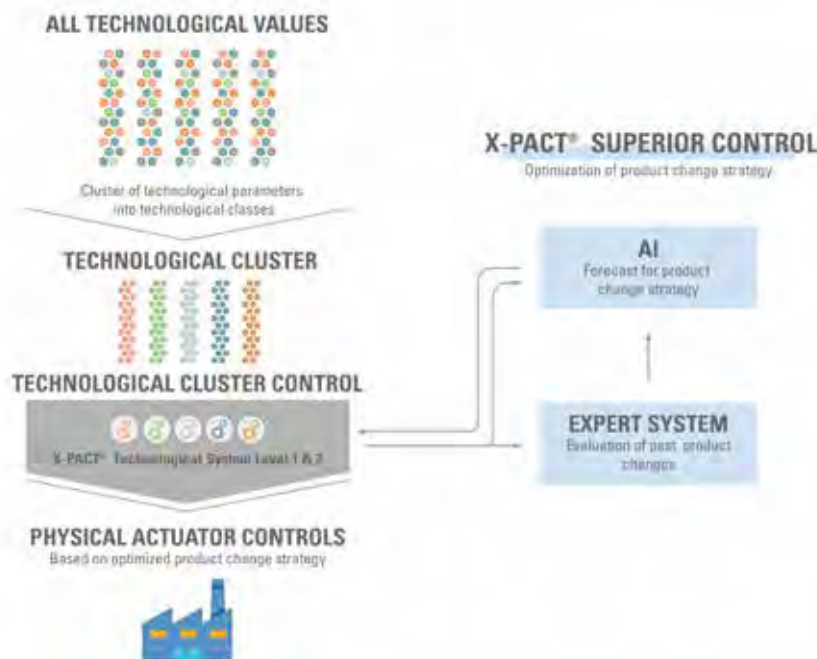 ALL TECHNOLOGICAL VALUES
Cluster of technological parameters
into technological classes
TECHNOLOGICAL CLUSTER
TECHNOLOGICAL CLUSTER CONTROL
X-PACT® Technological System Level 1 & 2
PHYSICAL ACTUATOR CONTROLS
Based on optimized product change strategy
X-PACT® SUPERIOR CONTROL
Optimization of product change strategy
AI
Forecast for product
change strategy
EXPERT SYSTEM
Evaluation of past product
changes